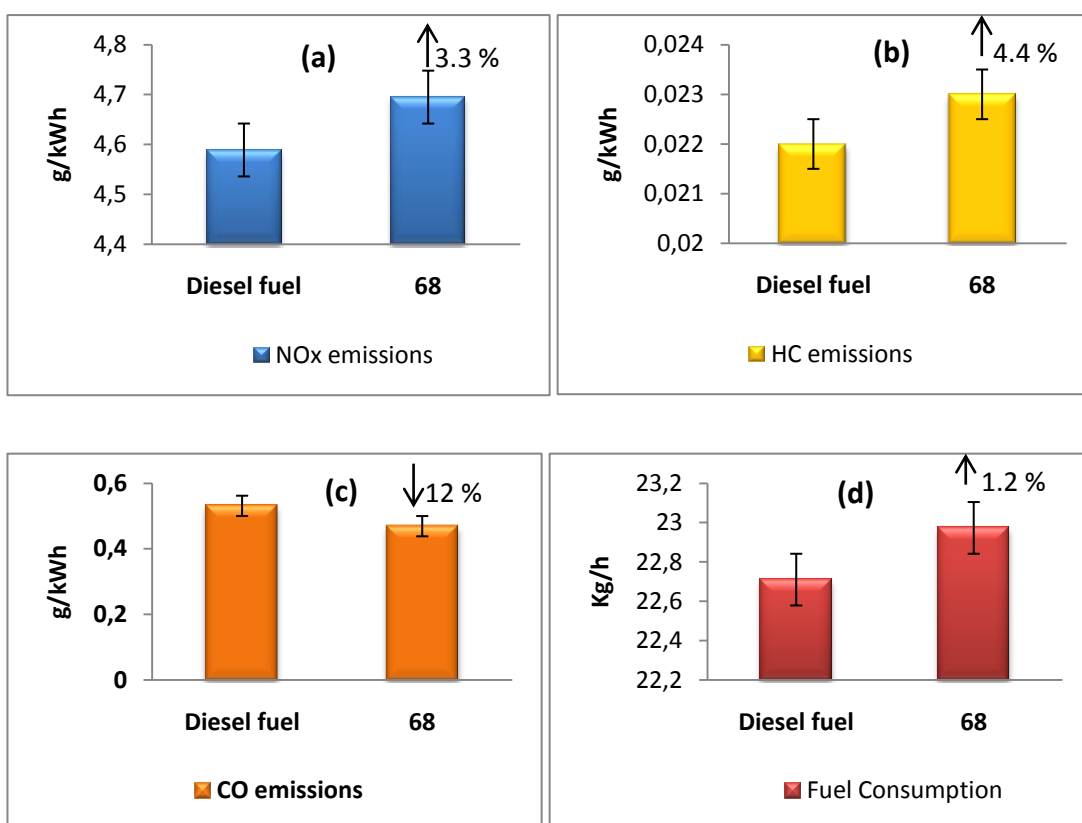 (a)
3.3 %
g/kWh
4,8
4,7
4,6
4,5
4,4
Diesel fuel 68
NOx emissions
(b)
4.4 %
g/kWh
0,024
0,023
0,022
0,021
0,02
Diesel fuel 68
HC emissions
(c)
12 %
g/kWh
0,6
0,4
0,2
0
Diesel fuel 68
CO emissions
(d)
1.2 %
Kg/h
23,2
23
22,8
22,6
22,4
22,2
Diesel fuel 68
Fuel Consumption